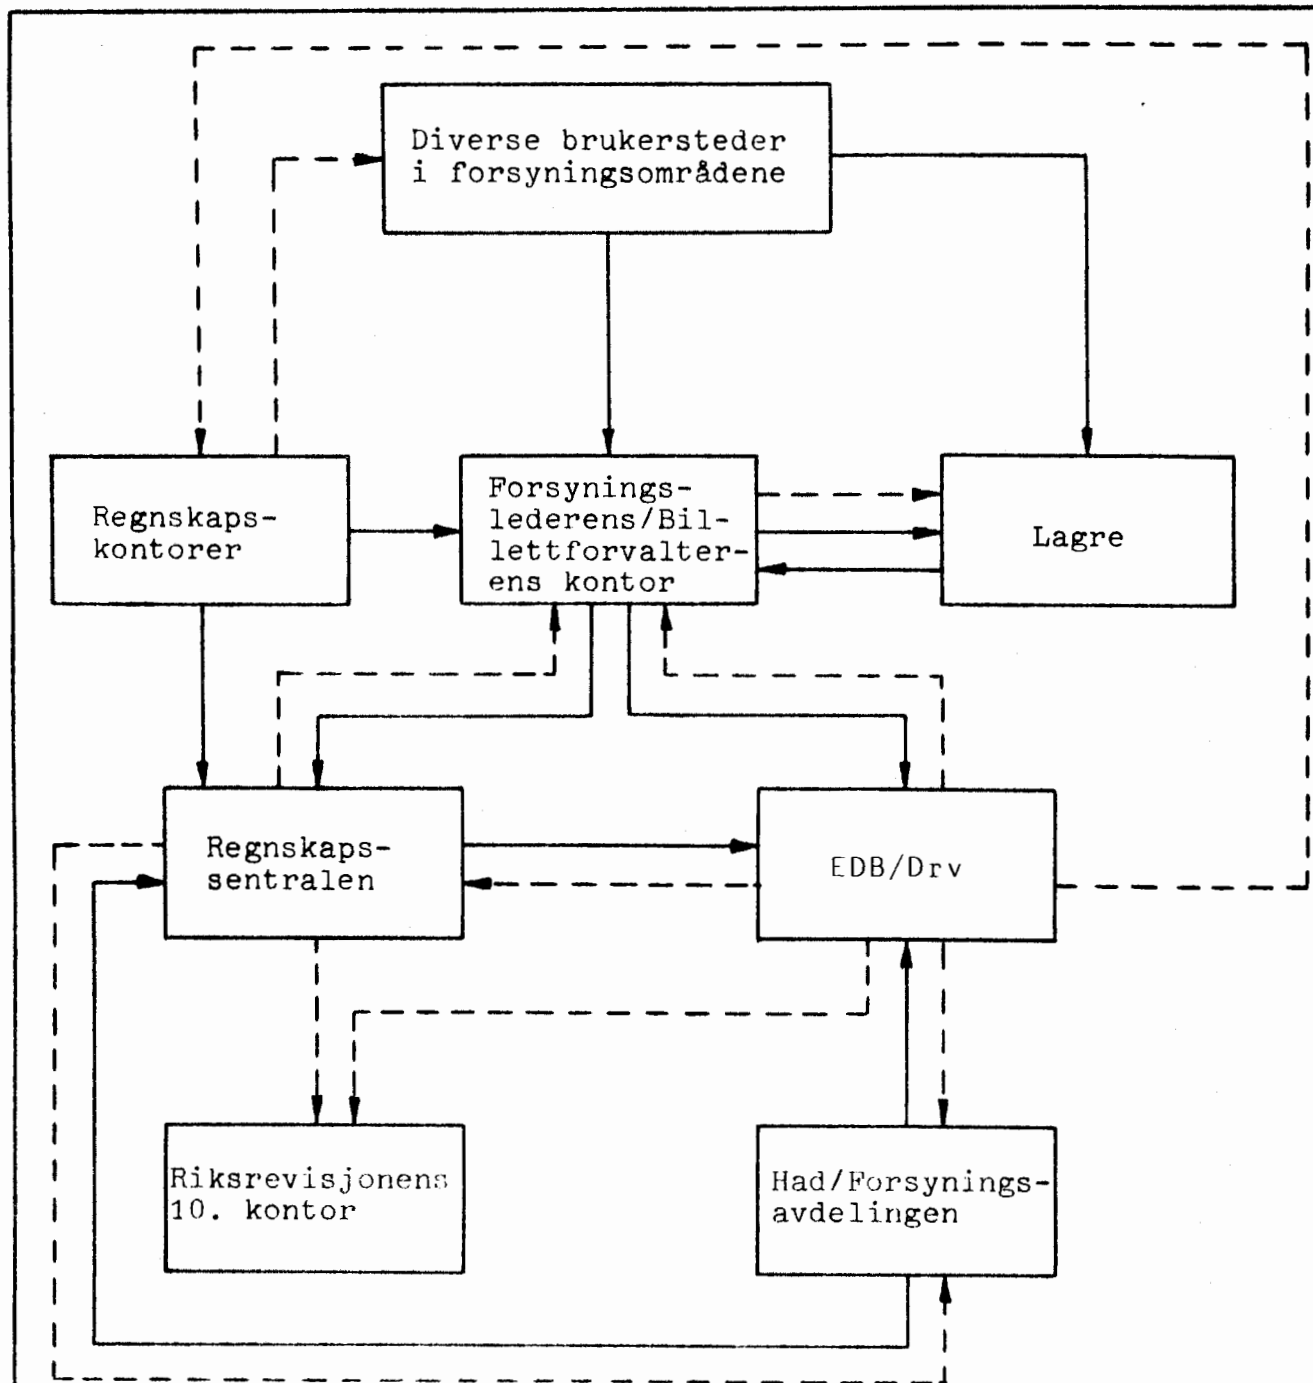 Diverse brukersteder
i forsyningsområdene
Regnskaps-
kontorer
Forsynings-
lederens/Bil-
lettforvalter-
ens kontor
Lagre
Regnskaps-
sentralen
EDB/Drv
Riksrevisjonens
10. kontor
Had/Forsynings-
avdelingen